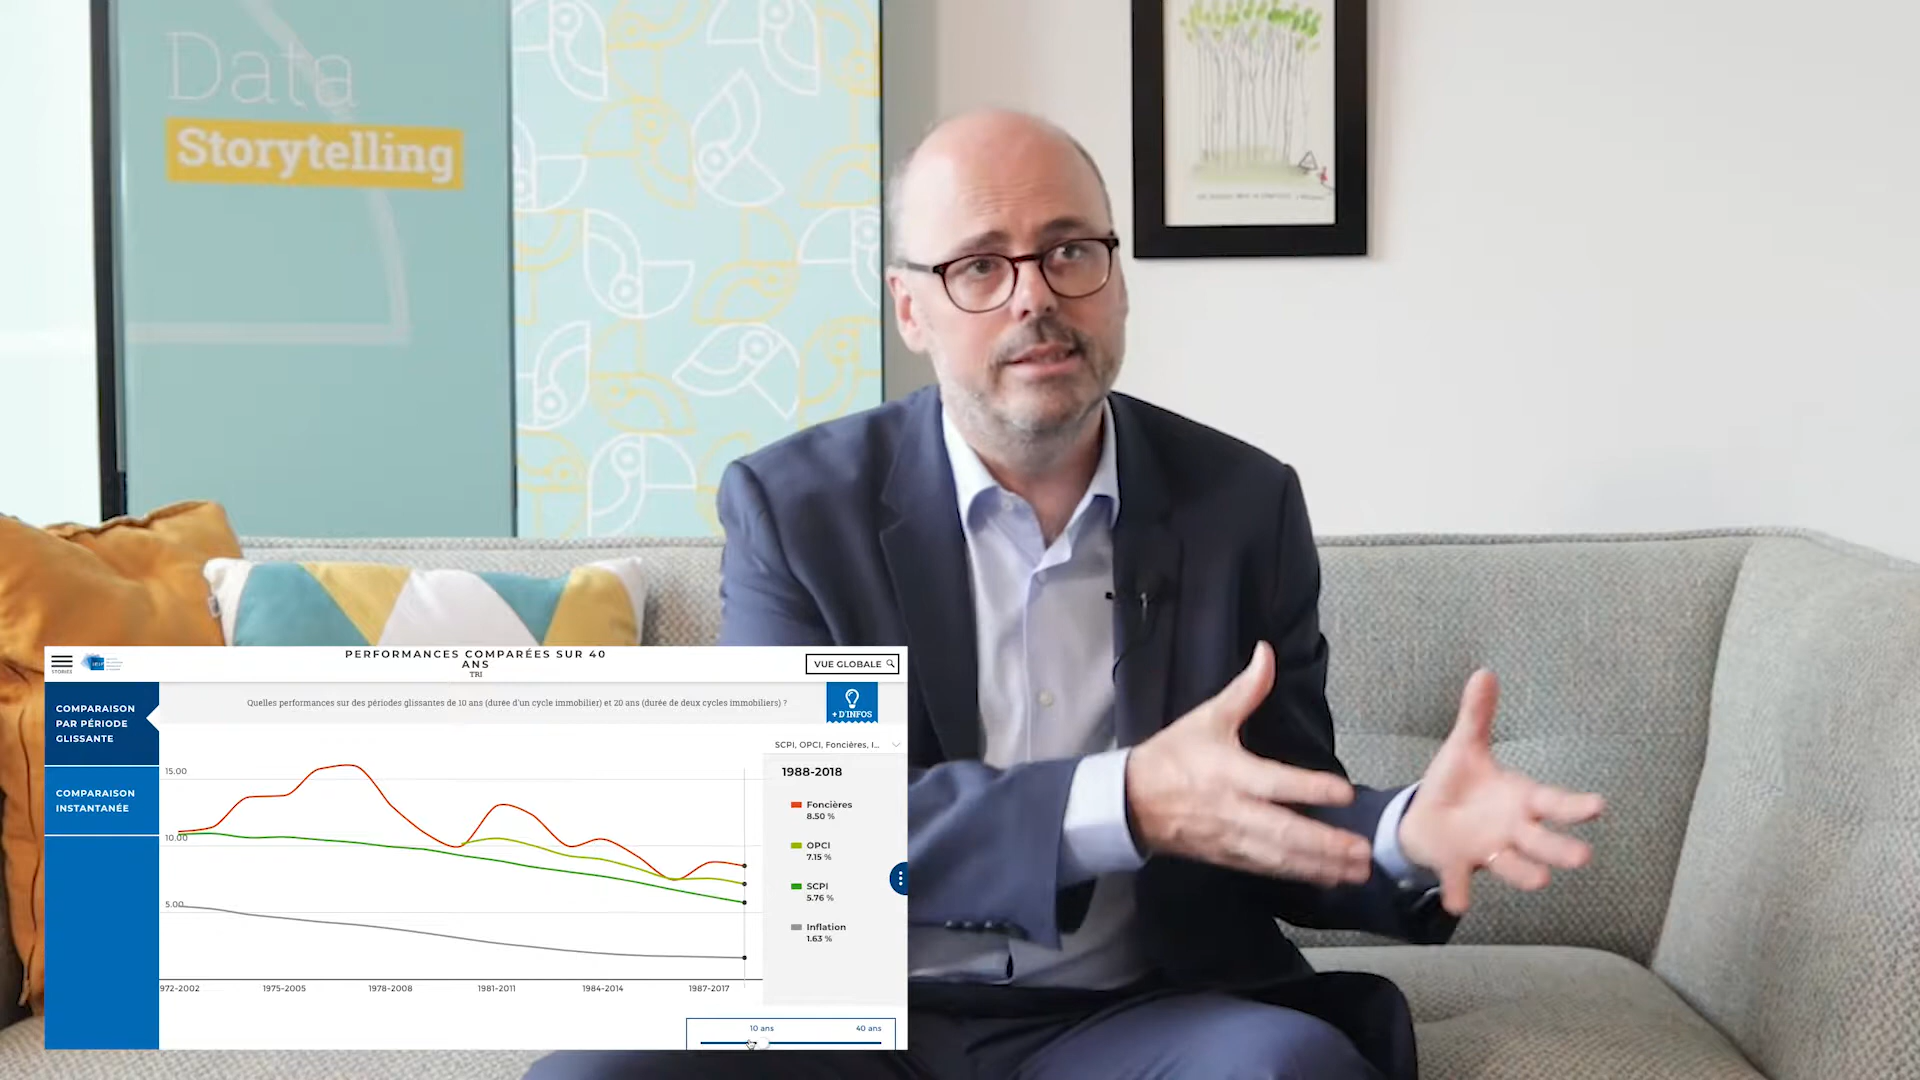 Data
Storytelling
STORIES
IEIF
PERFORMANCES COMPARÉES SUR 40
ANS
TRI
VUE GLOBALE
COMPARAISON
PAR PÉRIODE
GLISSANTE
COMPARAISON
INSTANTANÉE
Quelles performances sur des périodes glissantes de 10 ans (durée d'un cycle immobilier) et 20 ans (durée de deux cycles immobiliers) ?
+ D'INFOS
SCPI, OPCI, Foncières, I...
1988-2018
Foncières
8.50 %
OPCI
7.15 %
SCPI
5.76 %
Inflation
1.63 %
15.00
10.00
5.00
972-2002
1975-2005
1978-2008
1981-2011
1984-2014
1987-2017
10 ans
40 ans